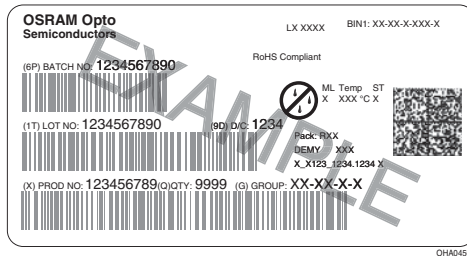 OSRAM Opto
Semiconductors
LX XXXX
BIN1: XX-XX-X-XXX-X
RoHS Compliant
(6P) BATCH NO: 1234567890
ML Temp ST
X XXX °C X
(1T) LOT NO: 1234567890 (9D) D/C: 1234
Pack: RXX
DEMY XXX
X_X123_1234.1234 X
(X) PROD NO: 123456789(Q)QTY: 9999 (G) GROUP: XX-XX-X-X
EXAMPLE
OHA045